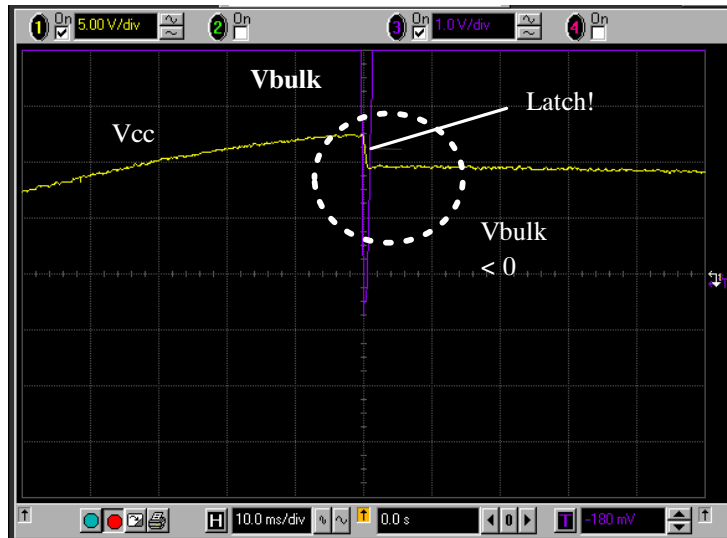 1 On 5.00 V/div 2 On 3 On 1.0 V/div 4 On
Vbulk
Latch!
Vcc
Vbulk
< 0
H 10.0 ms/div 0.0 s 0 T -180 mV